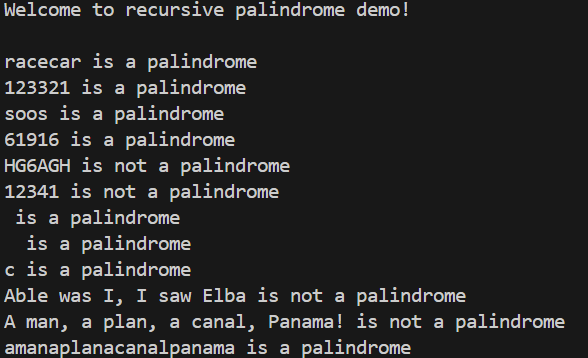 Welcome to recursive palindrome demo!

racecar is a palindrome
123321 is a palindrome
soos is a palindrome
61916 is a palindrome
HG6AGH is not a palindrome
12341 is not a palindrome
 is a palindrome
  is a palindrome
c is a palindrome
Able was I, I saw Elba is not a palindrome
A man, a plan, a canal, Panama! is not a palindrome
amanaplanacanalpanama is a palindrome